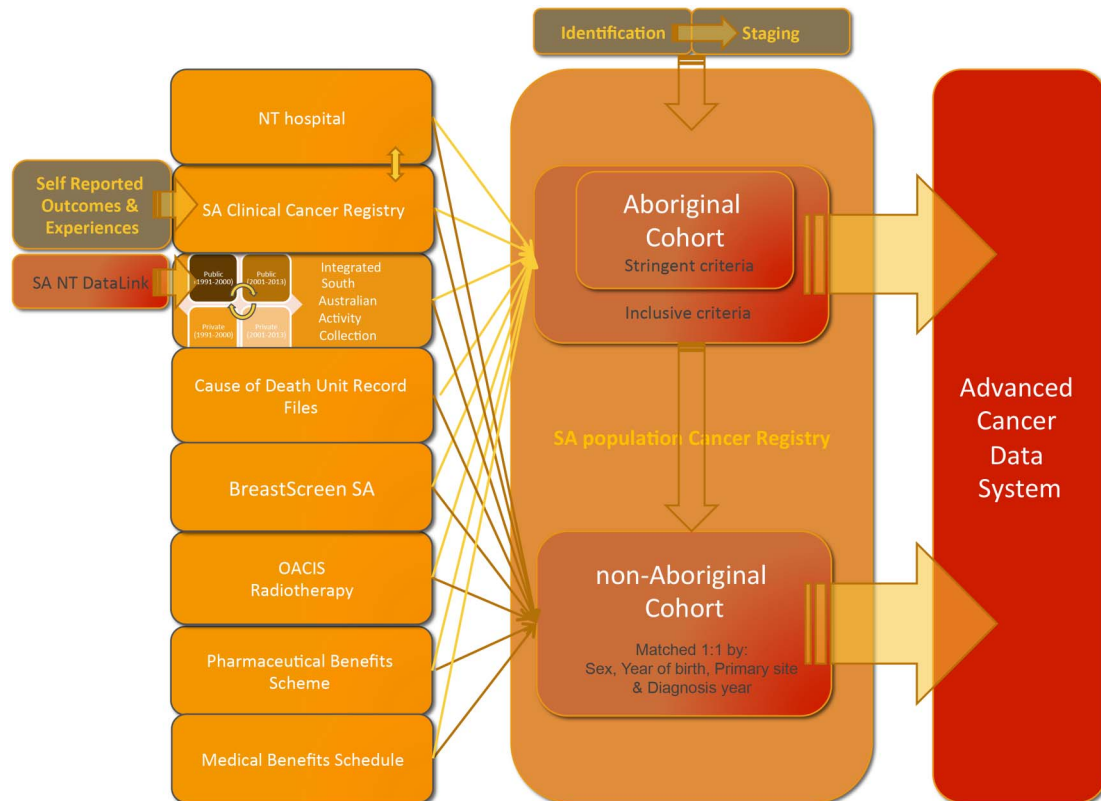 Identification
Staging
NT hospital
Self Reported
Outcomes &
Experiences
SA Clinical Cancer Registry
SA NT DataLink
Public
(1991-2000)
Public
(2001-2013)
Private
(1991-2000)
Private
(2001-2013)
Integrated
South
Australian
Activity
Collection
Cause of Death Unit Record
Files
BreastScreen SA
OACIS
Radiotherapy
Pharmaceutical Benefits
Scheme
Medical Benefits Schedule
Aboriginal
Cohort
Stringent criteria
Inclusive criteria
SA population Cancer Registry
non-Aboriginal
Cohort
Matched 1:1 by:
Sex, Year of birth, Primary site
& Diagnosis year
Advanced
Cancer
Data
System